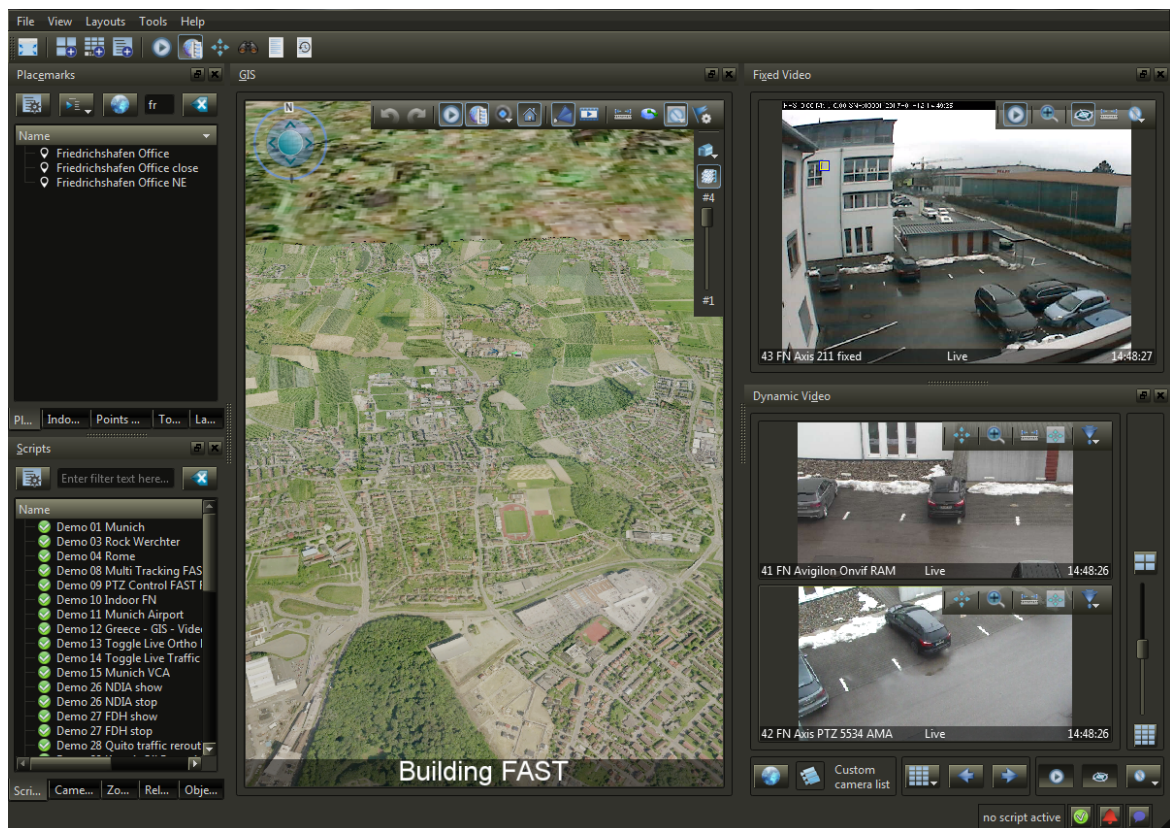 File View Layouts Tools Help
Placemarks
fr
Name
Friedrichshafen Office
Friedrichshafen Office close
Friedrichshafen Office NE
Pl... Indo... Points ... To... La...
Scripts
Enter filter text here...
Name
Demo 01 Munich
Demo 03 Rock Werchter
Demo 04 Rome
Demo 08 Multi Tracking FAS
Demo 09 PTZ Control FAST
Demo 10 Indoor FN
Demo 11 Munich Airport
Demo 12 Greece - GIS - Vide
Demo 13 Toggle Live Ortho
Demo 14 Toggle Live Traffic
Demo 15 Munich VCA
Demo 26 NDIA show
Demo 26 NDIA stop
Demo 27 FDH show
Demo 27 FDH stop
Demo 28 Quito traffic rerout
Scri... Came... Zo... Rel... Obje...
GIS
N
#4
#1
Building FAST
Fixed Video
43 FN Axis 211 fixed Live 14:48:27
Dynamic Video
41 FN Avigilon Onvif RAM Live 14:48:26
42 FN Axis PTZ 5534 AMA Live 14:48:26
Custom
camera list
no script active